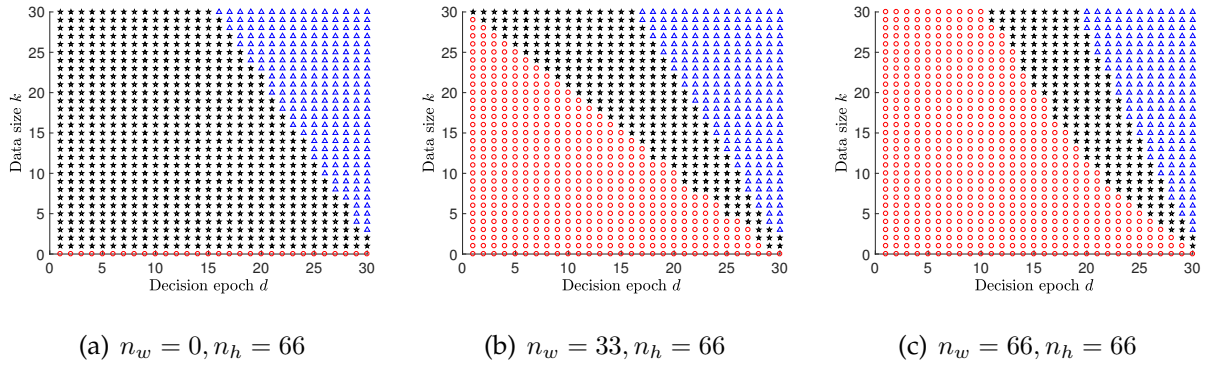 30
25
20
15
10
5
0
Data size k
0 5 10 15 20 25 30
Decision epoch d
(a) n_w = 0, n_h = 66
30
25
20
15
10
5
0
Data size k
0 5 10 15 20 25 30
Decision epoch d
(b) n_w = 33, n_h = 66
30
25
20
15
10
5
0
Data size k
0 5 10 15 20 25 30
Decision epoch d
(c) n_w = 66, n_h = 66